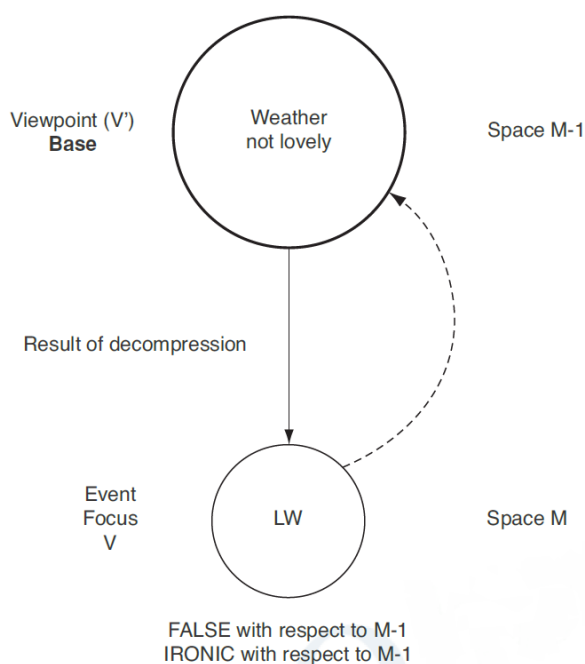 Weather
not lovely
Viewpoint (V’)
Base
Space M-1
Result of decompression
Event
Focus
V
LW
Space M
FALSE with respect to M-1
IRONIC with respect to M-1